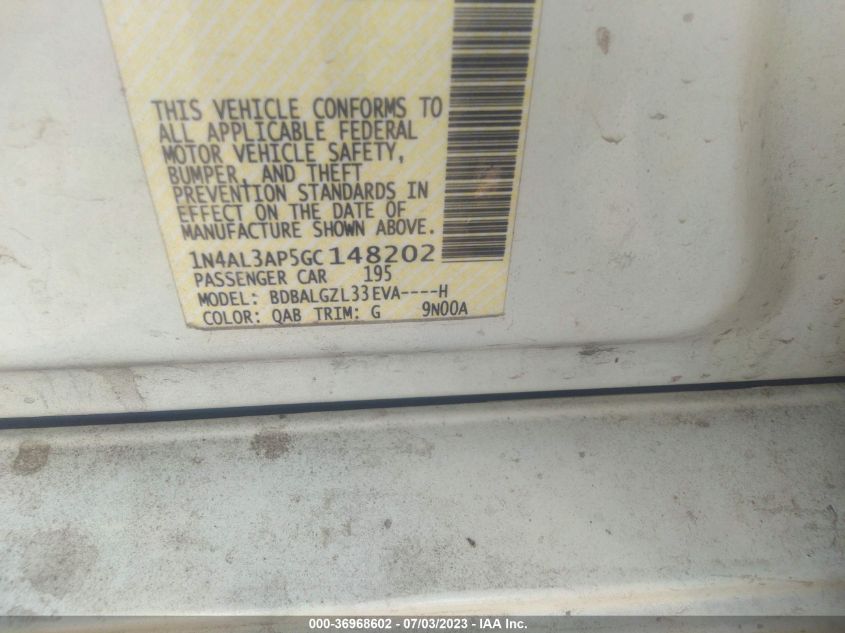 THIS VEHICLE CONFORMS TO
ALL APPLICABLE FEDERAL
MOTOR VEHICLE SAFETY,
BUMPER, AND THEFT
PREVENTION STANDARDS IN
EFFECT ON THE DATE OF
MANUFACTURE SHOWN ABOVE.
1N4AL3AP5GC148202
PASSENGER CAR 195
MODEL: BDBALGZL33EVA----H
COLOR: QAB TRIM: G 9N00A
000-36968602 - 07/03/2023 - IAA Inc.